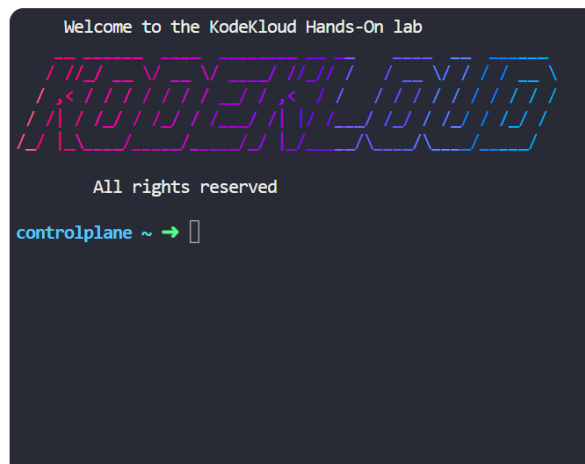 Welcome to the KodeKloud Hands-On lab
KODEKLOUD
All rights reserved
controlplane ~ ➜